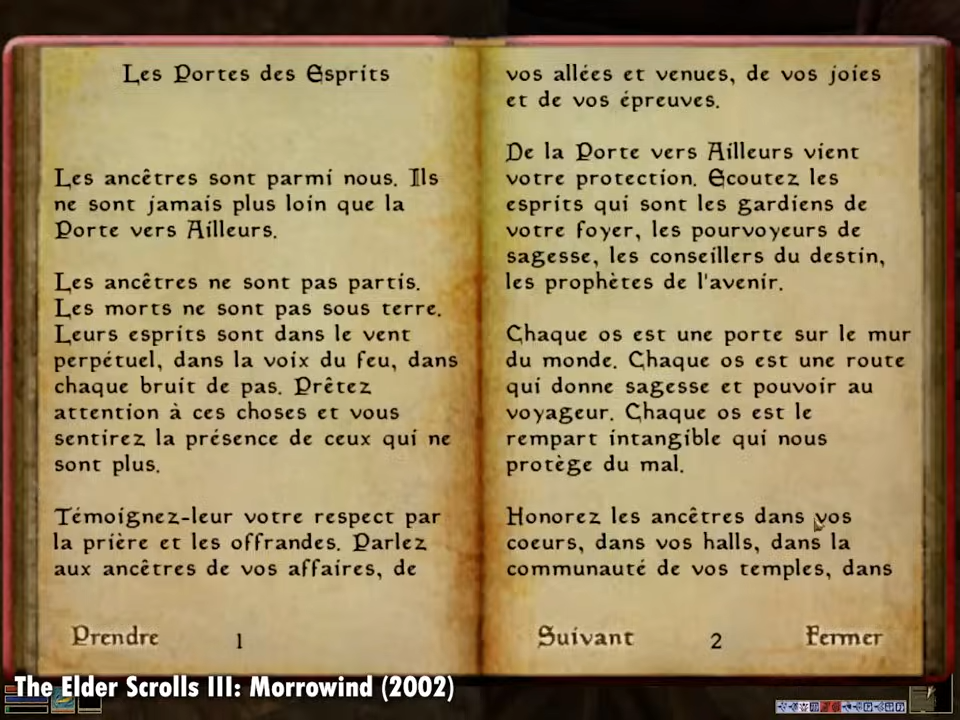 Les Portes des Esprits
Les ancêtres sont parmi nous. Ils
ne sont jamais plus loin que la
Porte vers Ailleurs.
Les ancêtres ne sont pas partis.
Les morts ne sont pas sous terre.
Leurs esprits sont dans le vent
perpétuel, dans la voix du feu, dans
chaque bruit de pas. Prêtez
attention à ces choses et vous
sentirez la présence de ceux qui ne
sont plus.
Témoignez-leur votre respect par
la prière et les offrandes. Parlez
aux ancêtres de vos affaires, de
Prendre
1
vos allées et venues, de vos joies
et de vos épreuves.
De la Porte vers Ailleurs vient
votre protection. Ecoutez les
esprits qui sont les gardiens de
votre foyer, les pourvoyeurs de
sagesse, les conseillers du destin,
les prophètes de l'avenir.
Chaque os est une porte sur le mur
du monde. Chaque os est une route
qui donne sagesse et pouvoir au
voyageur. Chaque os est le
rempart intangible qui nous
protège du mal.
Honorez les ancêtres dans vos
coeurs, dans vos halls, dans la
communauté de vos temples, dans
Suivant
2
Fermer
The Elder Scrolls III: Morrowind (2002)